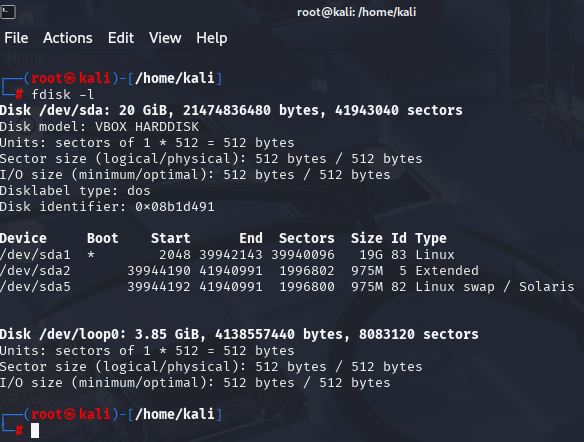 root@kali: /home/kali
File Actions Edit View Help
Home
┌──(root㉿kali)-[/home/kali]
└─# fdisk -l
Disk /dev/sda: 20 GiB, 21474836480 bytes, 41943040 sectors
Disk model: VBOX HARDDISK
Units: sectors of 1 * 512 = 512 bytes
Sector size (logical/physical): 512 bytes / 512 bytes
I/O size (minimum/optimal): 512 bytes / 512 bytes
Disklabel type: dos
Disk identifier: 0×08b1d491
Device Boot Start End Sectors Size Id Type
/dev/sda1 * 2048 39942143 39940096 19G 83 Linux
/dev/sda2 39944190 41940991 1996802 975M 5 Extended
/dev/sda5 39944192 41940991 1996800 975M 82 Linux swap / Solaris
Disk /dev/loop0: 3.85 GiB, 4138557440 bytes, 8083120 sectors
Units: sectors of 1 * 512 = 512 bytes
Sector size (logical/physical): 512 bytes / 512 bytes
I/O size (minimum/optimal): 512 bytes / 512 bytes
GB Volu...
┌──(root㉿kali)-[/home/kali]
└─#